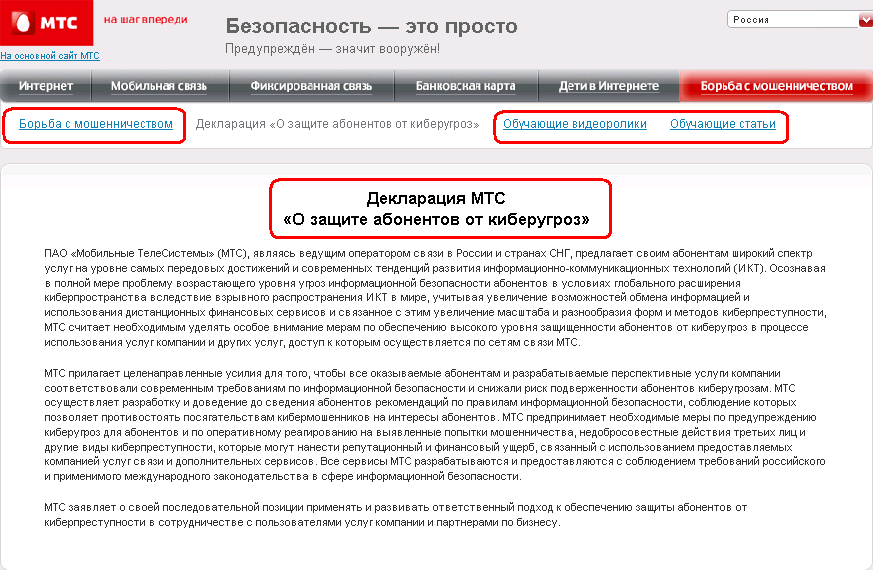 МТС
на шаг впереди
На основной сайт МТС
Безопасность — это просто
Предупреждён — значит вооружён!
Россия
Интернет Мобильная связь Фиксированная связь Банковская карта Дети в Интернете Борьба с мошенничеством
Борьба с мошенничеством Декларация «О защите абонентов от киберугроз» Обучающие видеоролики Обучающие статьи
Декларация МТС
«О защите абонентов от киберугроз»
ПАО «Мобильные ТелеСистемы» (МТС), являясь ведущим оператором связи в России и странах СНГ, предлагает своим абонентам широкий спектр
услуг на уровне самых передовых достижений и современных тенденций развития информационно-коммуникационных технологий (ИКТ). Осознавая
в полной мере проблему возрастающего уровня угроз информационной безопасности абонентов в условиях глобального расширения
киберпространства вследствие взрывного распространения ИКТ в мире, учитывая увеличение возможностей обмена информацией и
использования дистанционных финансовых сервисов и связанное с этим увеличение масштаба и разнообразия форм и методов киберпреступности,
МТС считает необходимым уделять особое внимание мерам по обеспечению высокого уровня защищенности абонентов от киберугроз в процессе
использования услуг компании и других услуг, доступ к которым осуществляется по сетям связи МТС.
МТС прилагает целенаправленные усилия для того, чтобы все оказываемые абонентам и разрабатываемые перспективные услуги компании
соответствовали современным требованиям по информационной безопасности и снижали риск подверженности абонентов киберугрозам. МТС
осуществляет разработку и доведение до сведения абонентов рекомендаций по правилам информационной безопасности, соблюдение которых
позволяет противостоять посягательствам кибермошенников на интересы абонентов. МТС предпринимает необходимые меры по предупреждению
киберугроз для абонентов и по оперативному реагированию на выявленные попытки мошенничества, недобросовестные действия третьих лиц и
другие виды киберпреступности, которые могут нанести репутационный и финансовый ущерб, связанный с использованием предоставляемых
компанией услуг связи и дополнительных сервисов. Все сервисы МТС разрабатываются и предоставляются с соблюдением требований российского
и применимого международного законодательства в сфере информационной безопасности.
МТС заявляет о своей последовательной позиции применять и развивать ответственный подход к обеспечению защиты абонентов от
киберпреступности в сотрудничестве с пользователями услуг компании и партнерами по бизнесу.